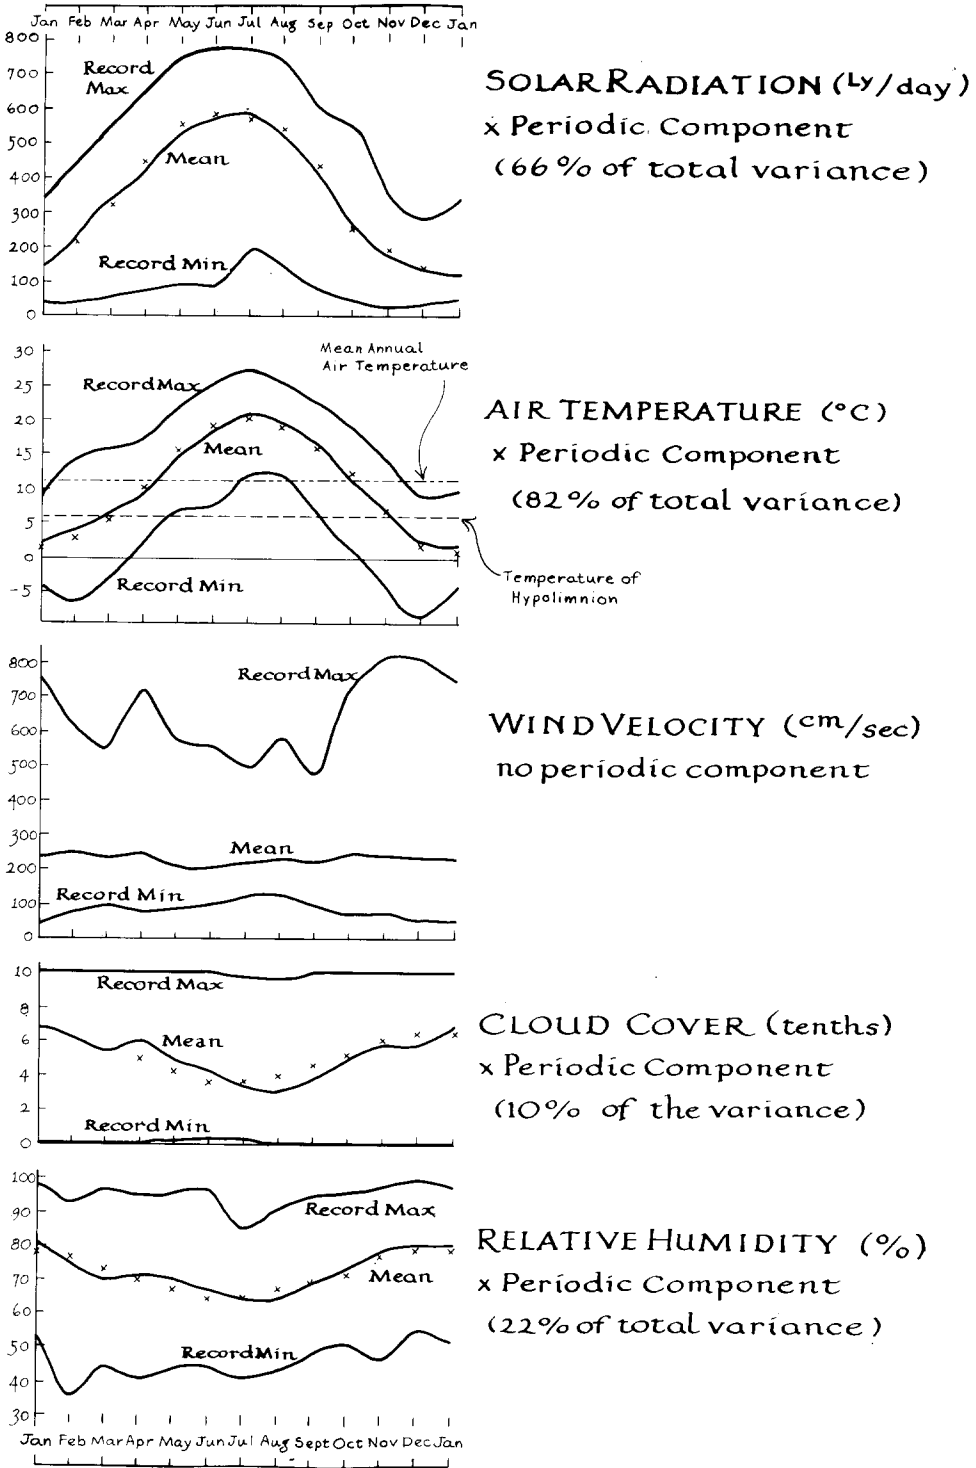 Jan Feb Mar Apr May Jun Jul Aug Sep Oct Nov Dec Jan
800
700
600
500
400
300
200
100
0
Record
Max
Mean
Record Min
SOLAR RADIATION (Ly/day)
x Periodic Component
(66% of total variance)
30
25
20
15
10
5
0
-5
Record Max
Mean
Record Min
Mean Annual
Air Temperature
Temperature of
Hypolimnion
AIR TEMPERATURE (°C)
x Periodic Component
(82% of total variance)
800
700
600
500
400
300
200
100
0
Record Max
Mean
Record Min
WIND VELOCITY (cm/sec)
no periodic component
10
8
6
4
2
0
Record Max
Mean
Record Min
CLOUD COVER (tenths)
x Periodic Component
(10% of the variance)
100
90
80
70
60
50
40
30
Record Max
Mean
Record Min
RELATIVE HUMIDITY (%)
x Periodic Component
(22% of total variance)
Jan Feb Mar Apr May Jun Jul Aug Sept Oct Nov Dec Jan